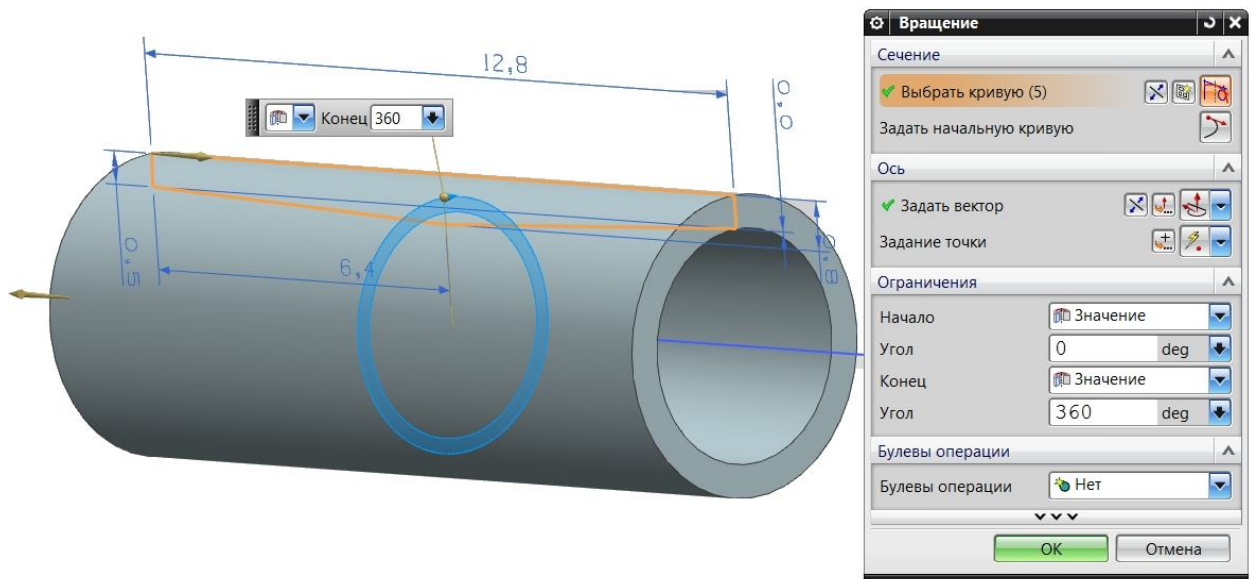 12,8
0.0
Конец 360
0.5
6,4
0.8
Вращение
Сечение
Выбрать кривую (5)
Задать начальную кривую
Ось
Задать вектор
Задание точки
Ограничения
Начало Значение
Угол 0 deg
Конец Значение
Угол 360 deg
Булевы операции
Булевы операции Нет
ОК Отмена